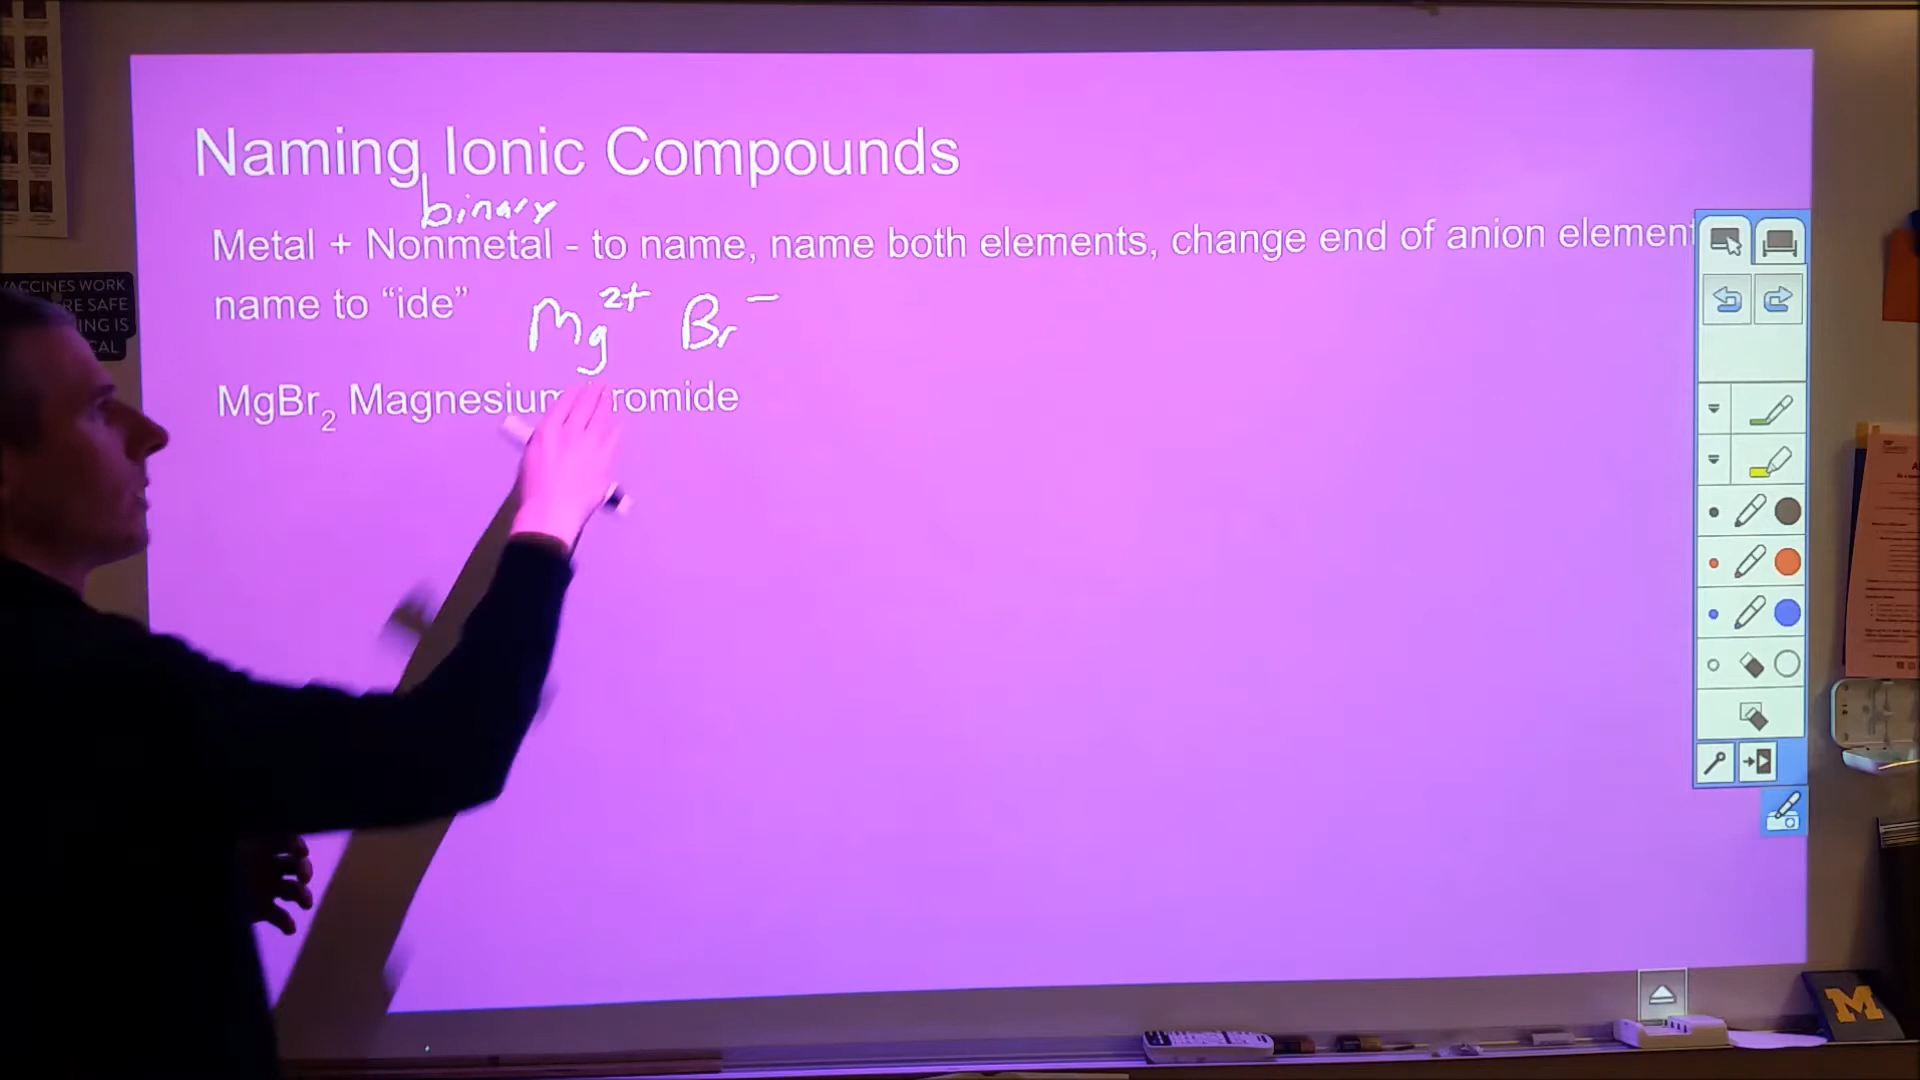 Naming Ionic Compounds
binary
Metal + Nonmetal - to name, name both elements, change end of anion element
name to “ide”
Mg²⁺ Br⁻
MgBr₂ Magnesium romide
ACCINES WORK
RE SAFE
ING IS
CAL
M